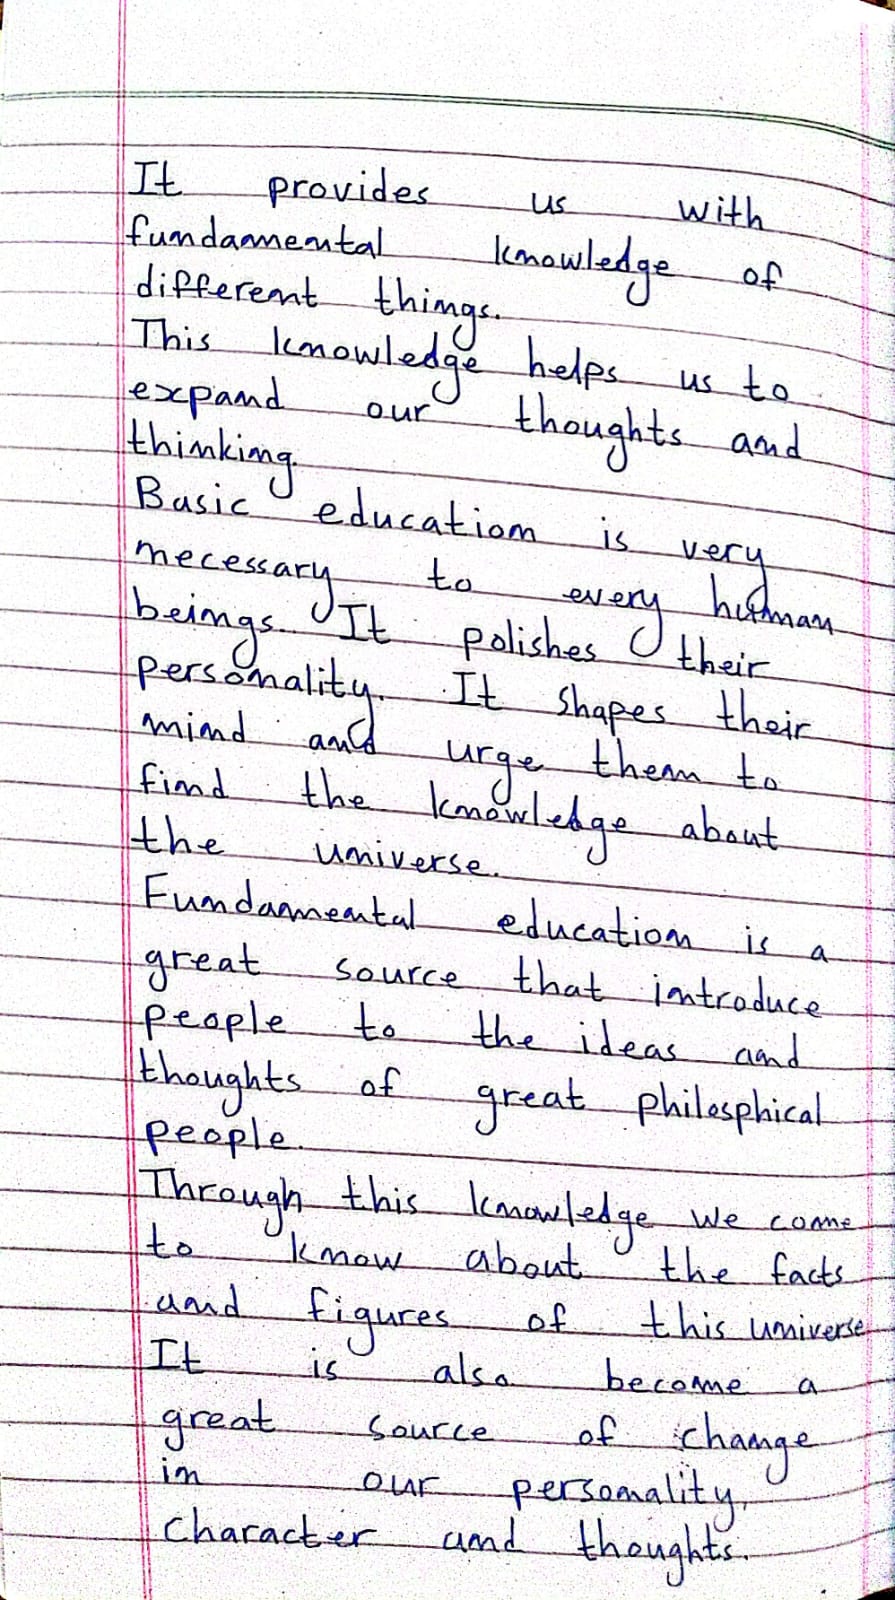 It provides us with
fundamental knowledge of
different things.
This knowledge helps us to
expand our thoughts and
thinking.
Basic education is very
necessary to every human
beings. It polishes their
personality. It shapes their
mind and urge them to
find the knowledge about
the universe.
Fundamental education is a
great source that introduce
people to the ideas and
thoughts of great philosphical
people.
Through this knowledge we come
to know about the facts
and figures of this universe
It is also become a
great source of change
in our personality,
character and thoughts.